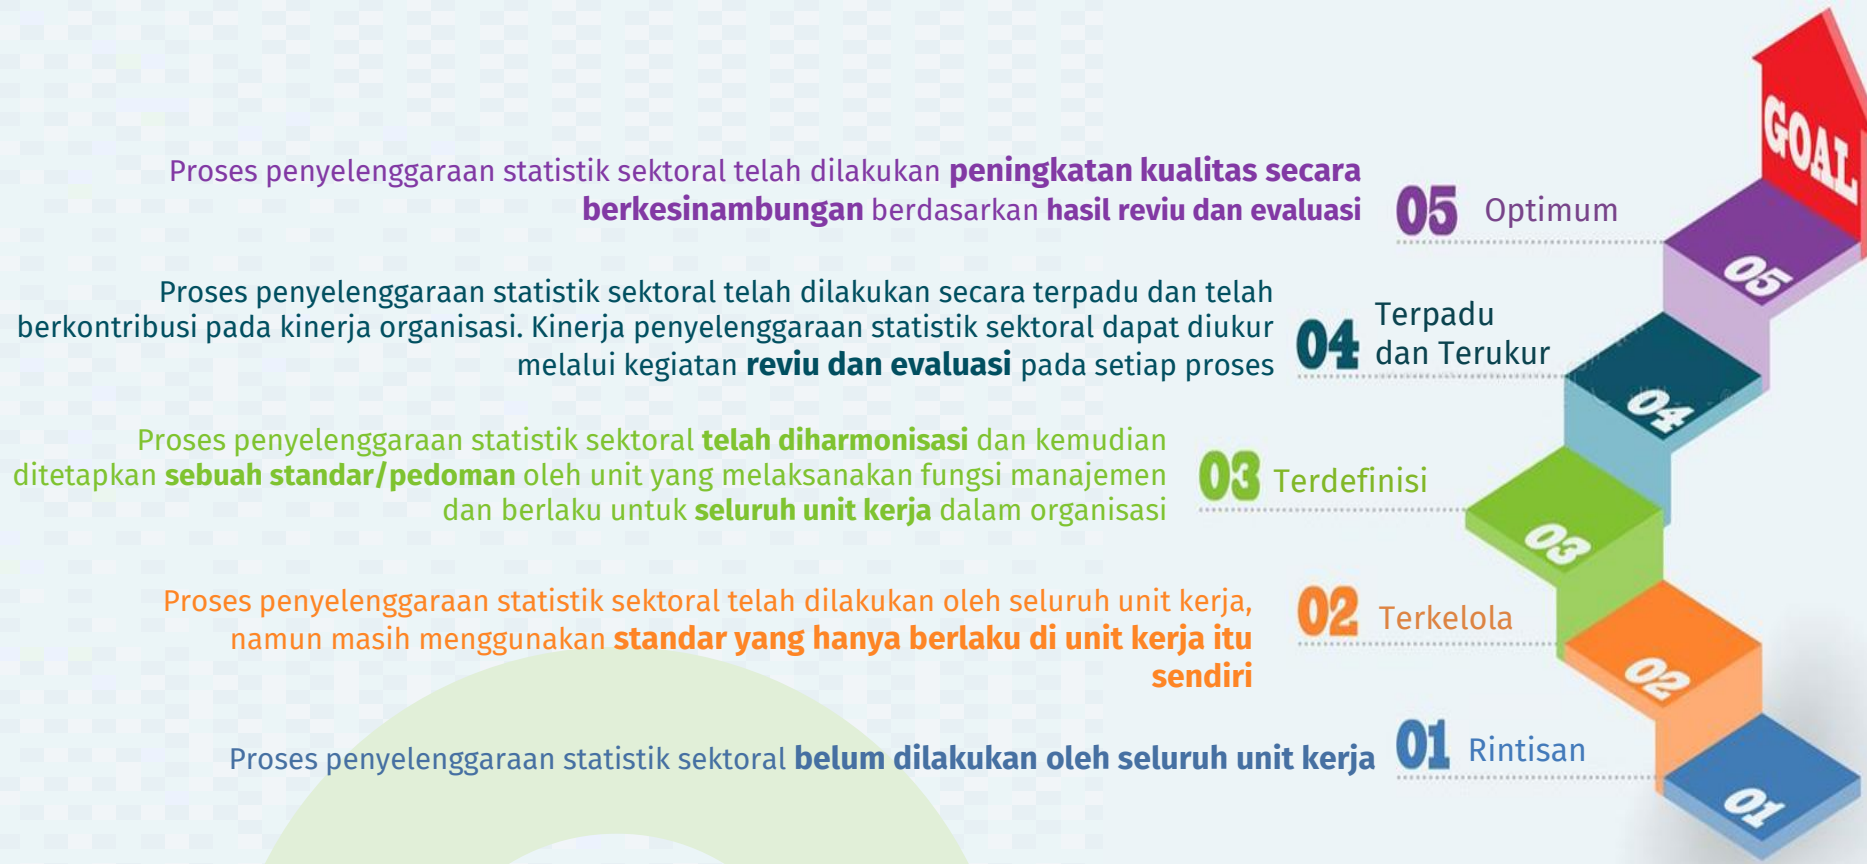 GOAL
Proses penyelenggaraan statistik sektoral telah dilakukan peningkatan kualitas secara
berkesinambungan berdasarkan hasil reviu dan evaluasi
05 Optimum
05
Proses penyelenggaraan statistik sektoral telah dilakukan secara terpadu dan telah
berkontribusi pada kinerja organisasi. Kinerja penyelenggaraan statistik sektoral dapat diukur
melalui kegiatan reviu dan evaluasi pada setiap proses
04 Terpadu
dan Terukur
04
Proses penyelenggaraan statistik sektoral telah diharmonisasi dan kemudian
ditetapkan sebuah standar/pedoman oleh unit yang melaksanakan fungsi manajemen
dan berlaku untuk seluruh unit kerja dalam organisasi
03 Terdefinisi
03
Proses penyelenggaraan statistik sektoral telah dilakukan oleh seluruh unit kerja,
namun masih menggunakan standar yang hanya berlaku di unit kerja itu
sendiri
02 Terkelola
02
Proses penyelenggaraan statistik sektoral belum dilakukan oleh seluruh unit kerja
01 Rintisan
01